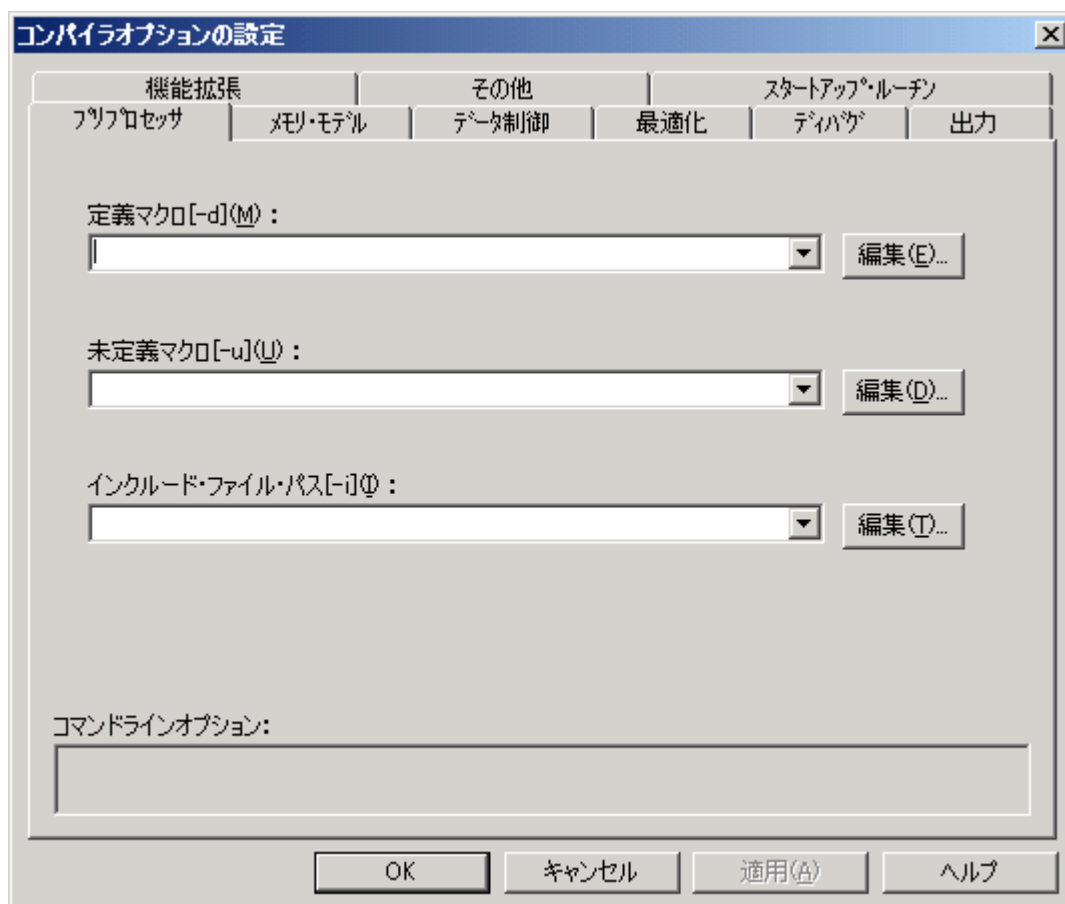 コンパイラオプションの設定
機能拡張 その他 スタートアップ・ルーチン
プリプロセッサ メモリ・モデル データ制御 最適化 ディバグ 出力
定義マクロ[-d](M)：
編集(E)...
未定義マクロ[-u](U)：
編集(D)...
インクルード・ファイル・パス[-i](I)：
編集(T)...
コマンドラインオプション:
OK キャンセル 適用(A) ヘルプ